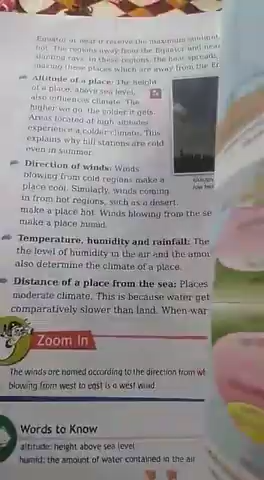 Equator or near it receive the maximum
hot. The regions away from the Equator and near
slanting rays. In these regions, the heat spreads
making these places which are away from the
Altitude of a place: The height
of a place, above sea level,
also influences climate. The
higher we go, the colder it gets.
Areas located at high altitudes
experience a colder climate. This
explains why hill stations are cold
even in summer.
Direction of winds: Winds
blowing from cold regions make a
place cool. Similarly, winds coming
in from hot regions, such as a desert,
make a place hot. Winds blowing from the se
make a place humid.
Temperature, humidity and rainfall: The
the level of humidity in the air and the amou
also determine the climate of a place.
Distance of a place from the sea: Places
moderate climate. This is because water get
comparatively slower than land. When war
Zoom In
The winds are named according to the direction from wh
blowing from west to east is a west wind.
Words to Know
altitude: height above sea level
humid: the amount of water contained in the air